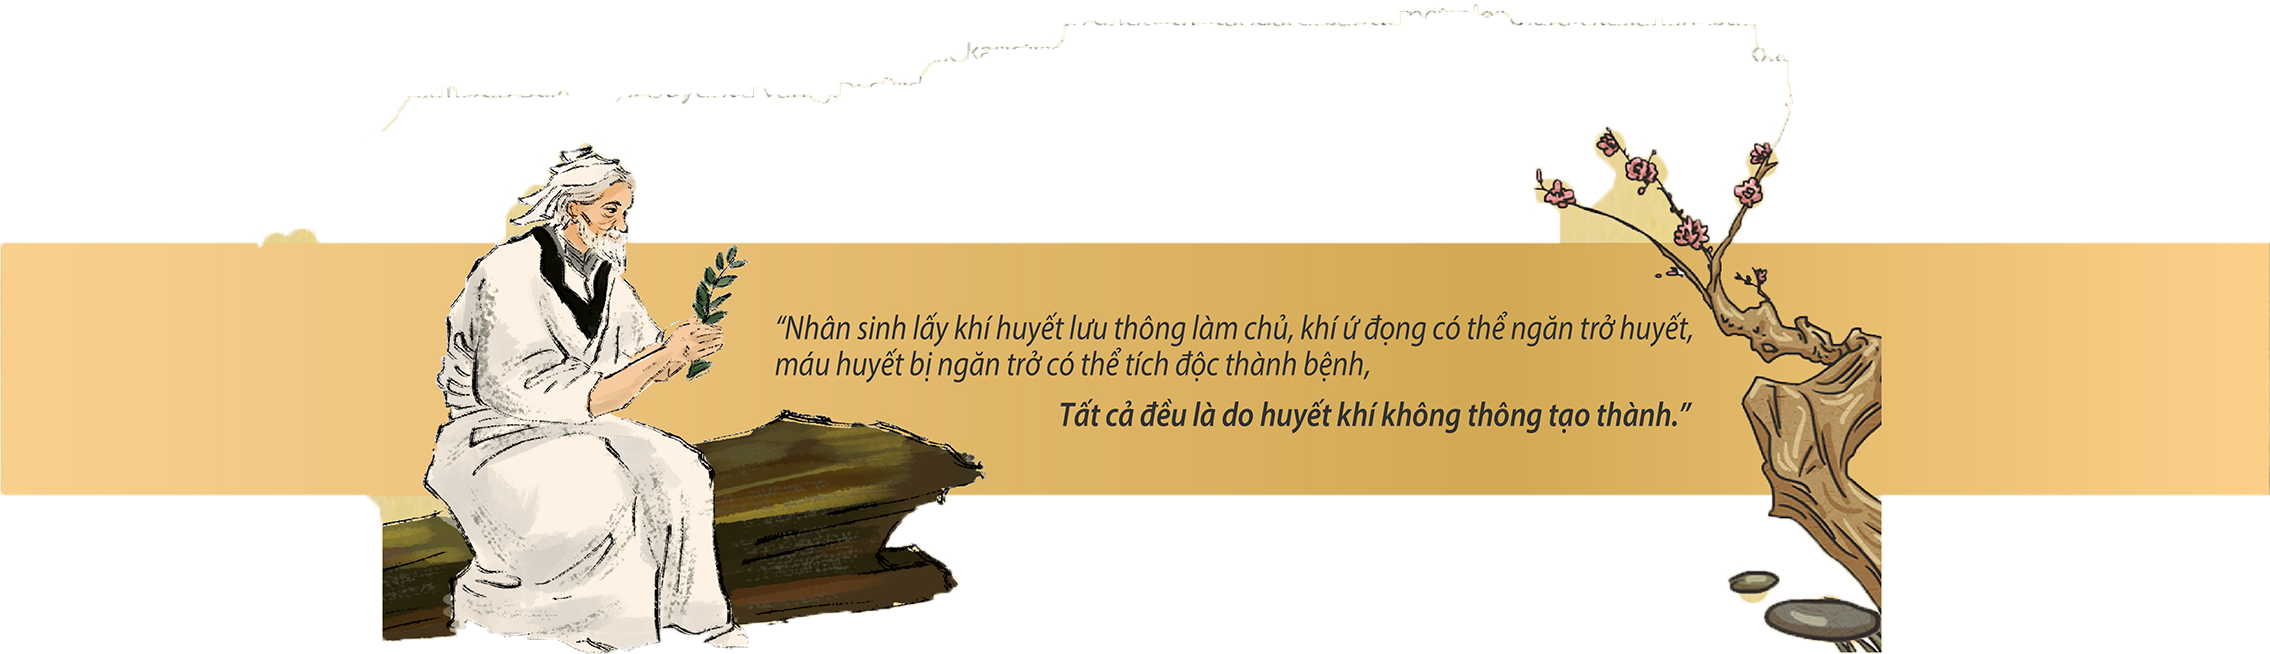 “Nhân sinh lấy khí huyết lưu thông làm chủ, khí ứ đọng có thể ngăn trở huyết,
máu huyết bị ngăn trở có thể tích độc thành bệnh,
Tất cả đều là do huyết khí không thông tạo thành.”